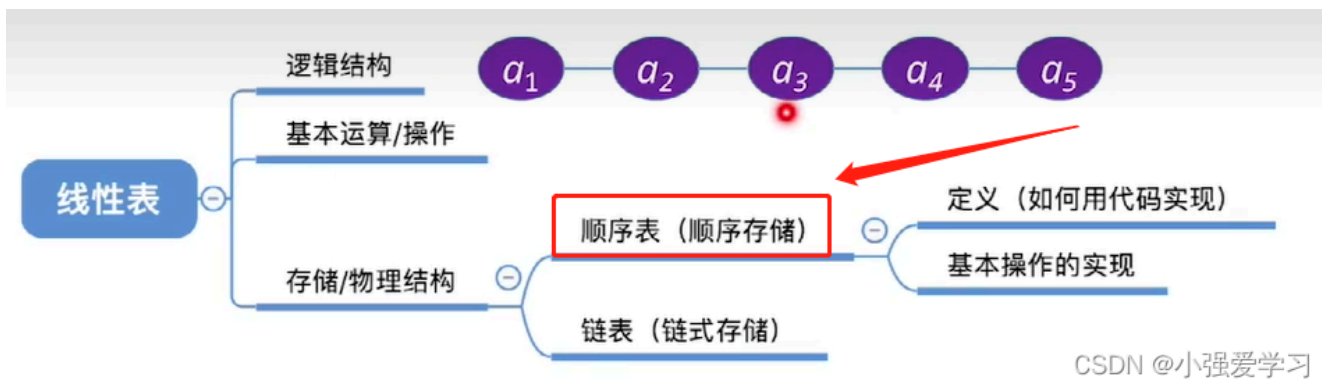 逻辑结构
a1 a2 a3 a4 a5
基本运算/操作
线性表
存储/物理结构
顺序表（顺序存储）
定义（如何用代码实现）
基本操作的实现
链表（链式存储）
CSDN @小强爱学习